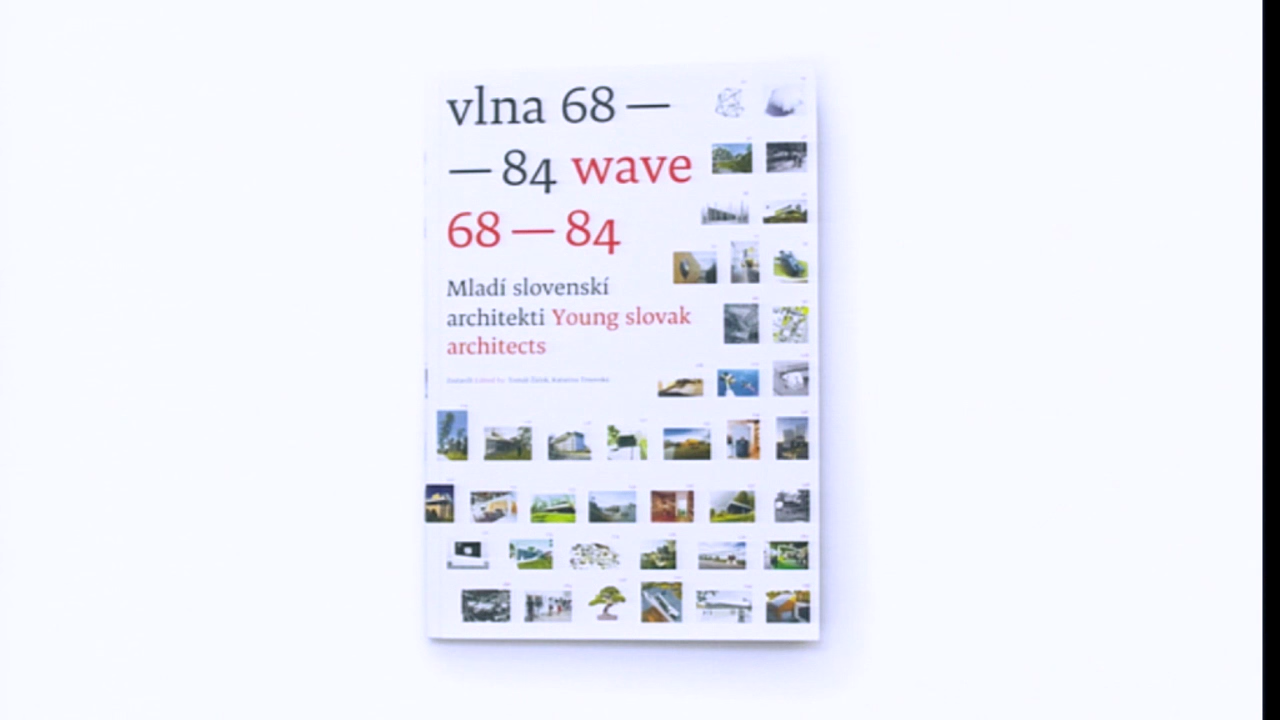 vlna 68 —
— 84 wave
68 — 84
Mladí slovenskí
architekti Young slovak
architects